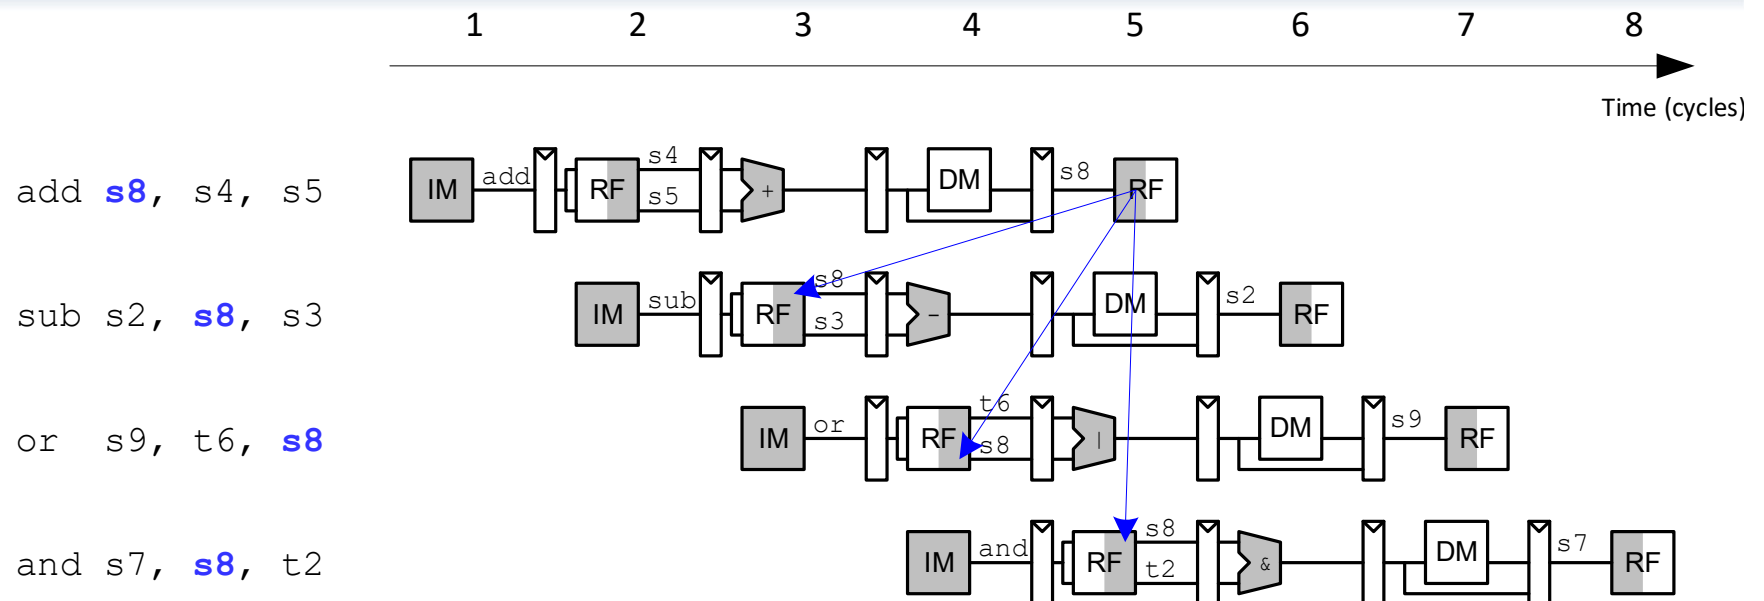 1 2 3 4 5 6 7 8
Time (cycles)
add s8, s4, s5 IM add RF s4 s5 + DM s8 RF
sub s2, s8, s3 IM sub RF s8 s3 - DM s2 RF
or s9, t6, s8 IM or RF t6 s8 | DM s9 RF
and s7, s8, t2 IM and RF s8 t2 & DM s7 RF